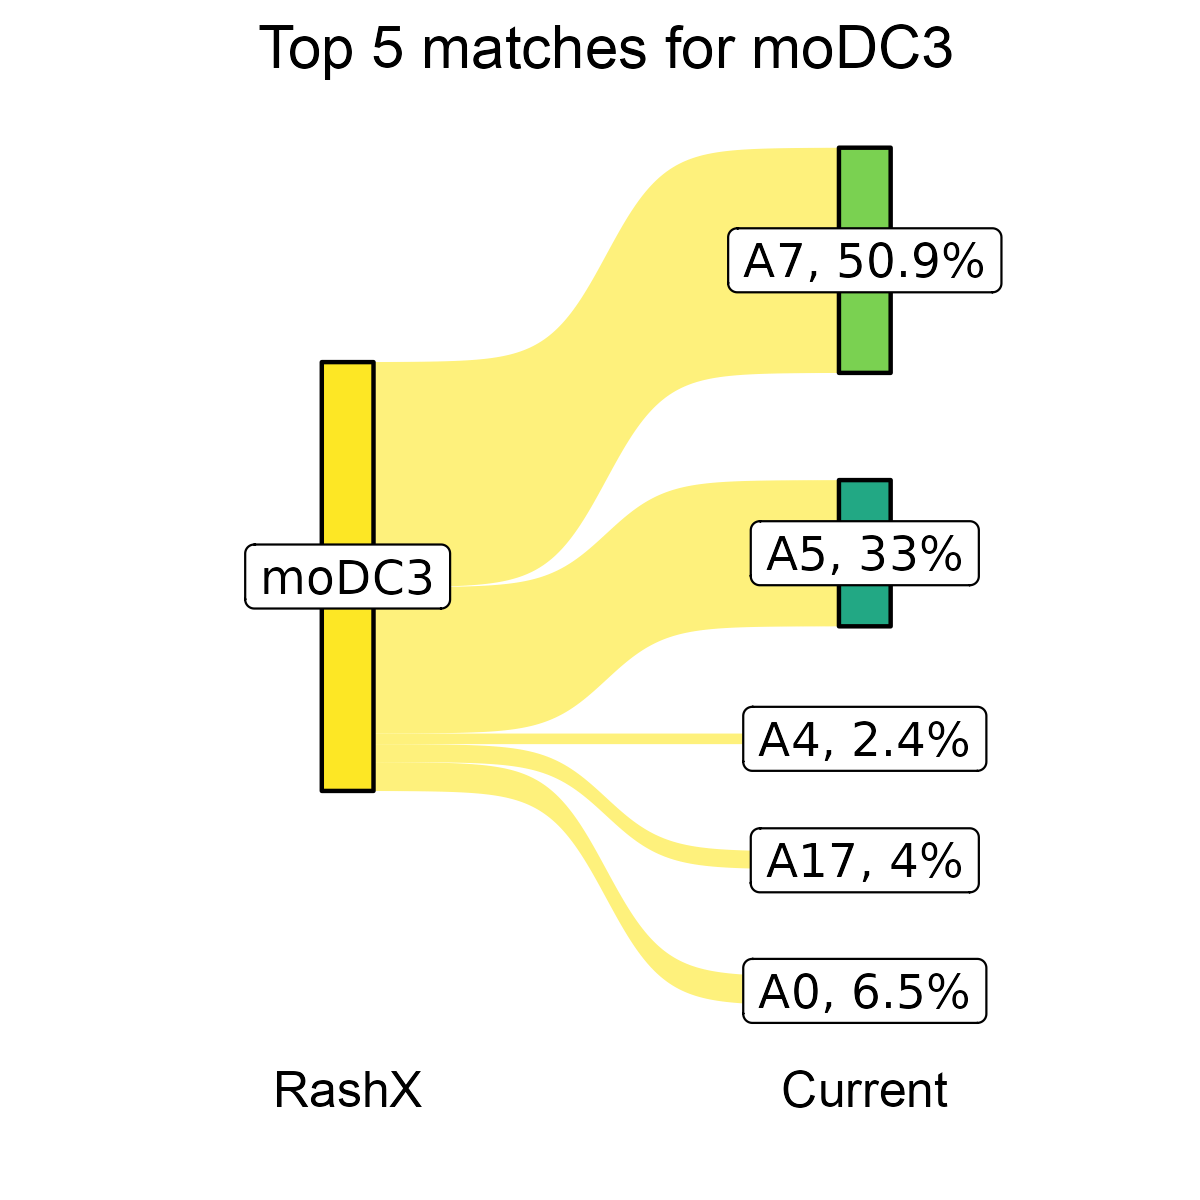 Top 5 matches for moDC3
A7, 50.9%
A5, 33%
moDC3
A4, 2.4%
A17, 4%
A0, 6.5%
RashX
Current